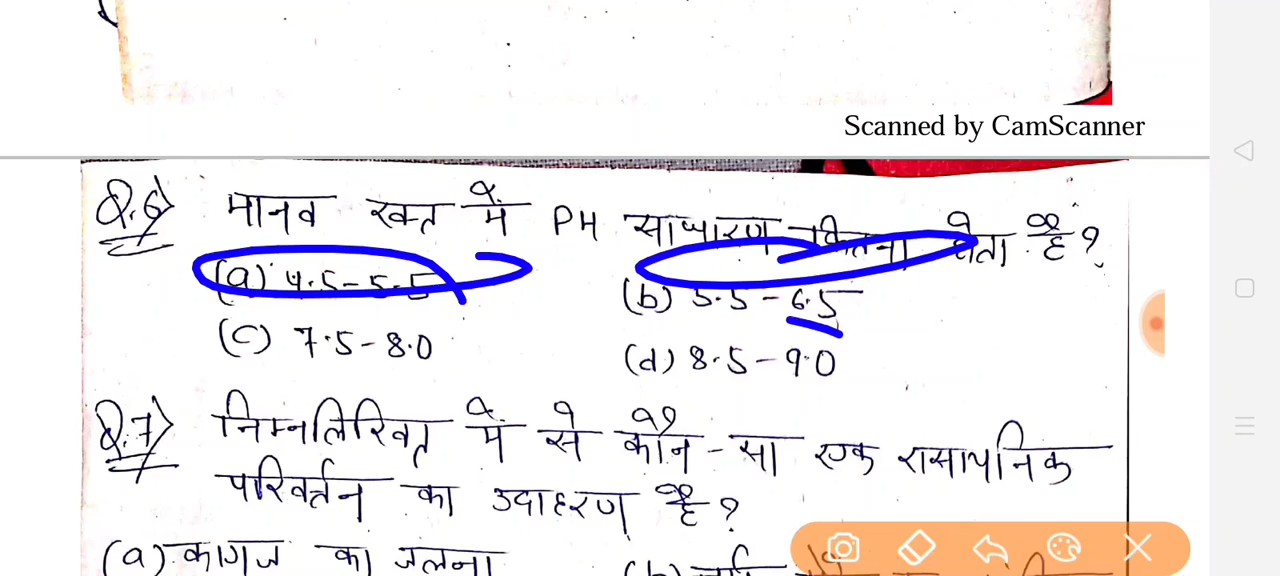 Scanned by CamScanner
Q.6) मानव रक्त में PH साधारण कितना होता है?
(a) 4.5-5.5 (b) 5.5-6.5
(c) 7.5-8.0 (d) 8.5-9.0
Q.7) निम्नलिखित में से कौन-सा एक रासायनिक
परिवर्तन का उदाहरण है?
(a) कागज का जलना (b)